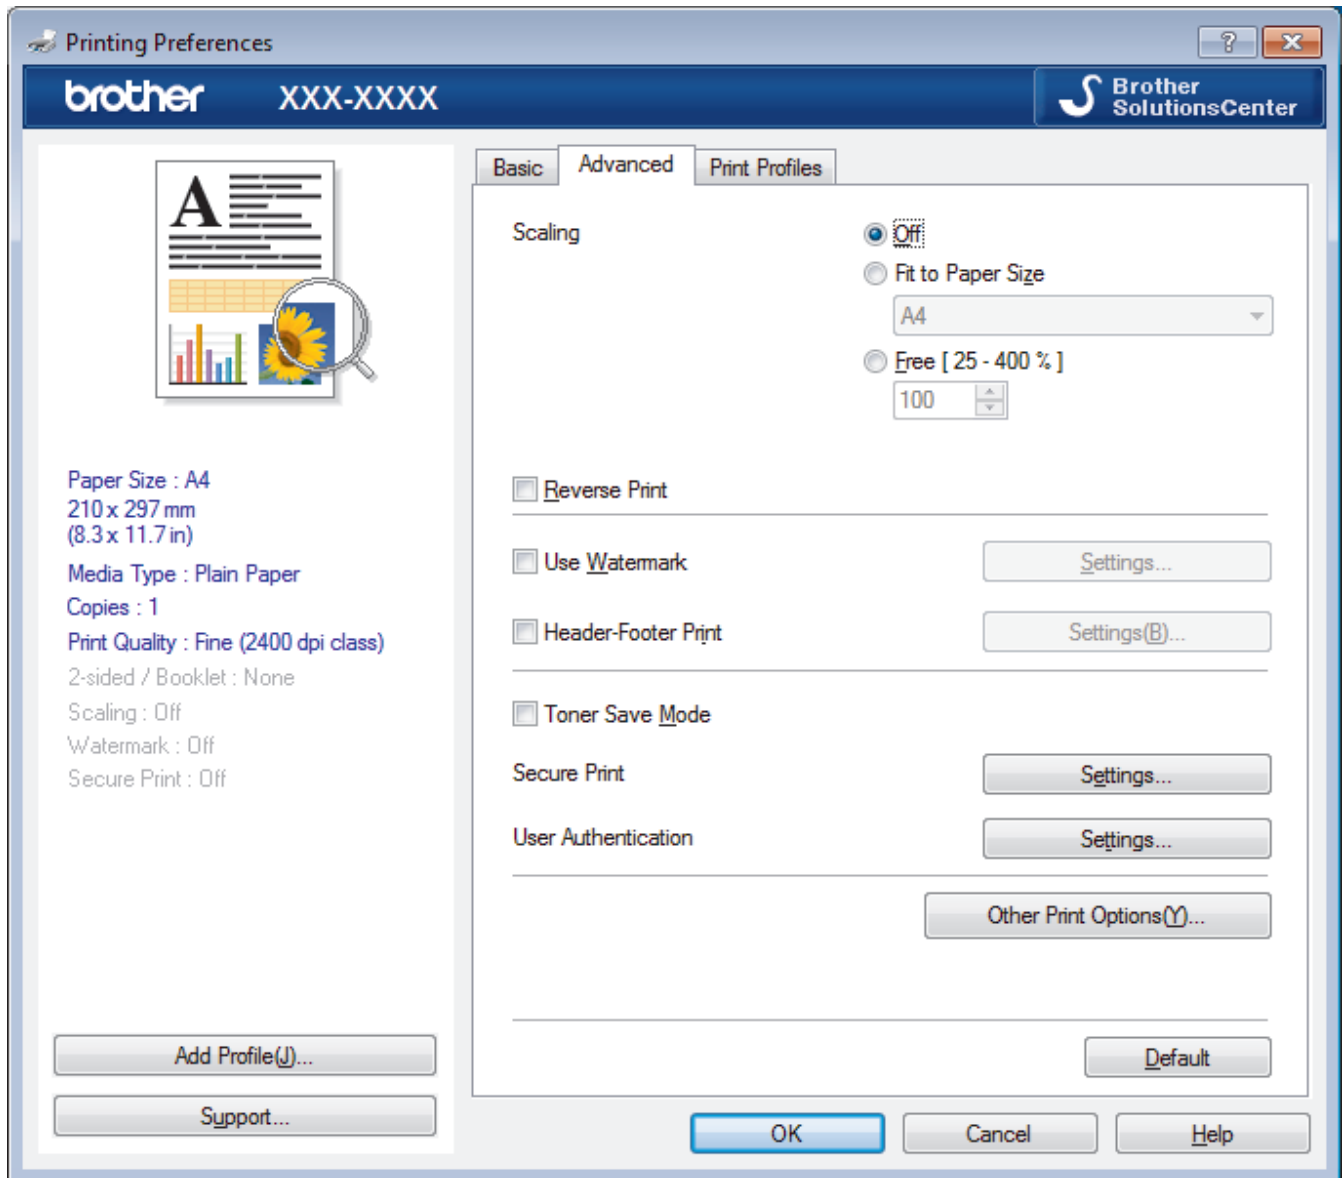 Printing Preferences
?
brother XXX-XXXX
Brother
SolutionsCenter
A
Paper Size : A4
210 x 297 mm
(8.3 x 11.7 in)
Media Type : Plain Paper
Copies : 1
Print Quality : Fine (2400 dpi class)
2-sided / Booklet : None
Scaling : Off
Watermark : Off
Secure Print : Off
Add Profile(J)...
Support...
Basic Advanced Print Profiles
Scaling
Off
Fit to Paper Size
A4
Free [ 25 - 400 % ]
100
Reverse Print
Use Watermark Settings...
Header-Footer Print Settings(B)...
Toner Save Mode
Secure Print Settings...
User Authentication Settings...
Other Print Options(Y)...
Default
OK Cancel Help